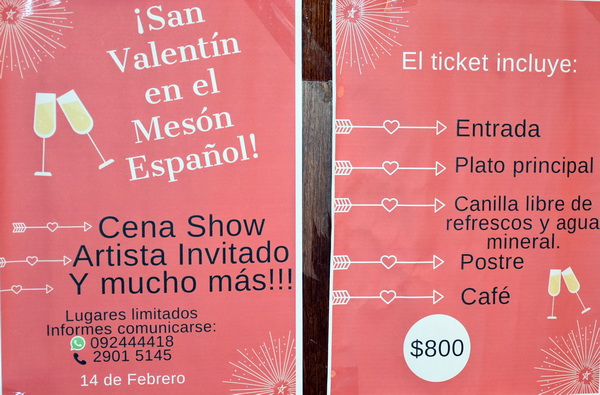 ¡San
Valentín
en el
Mesón
Español!
Cena Show
Artista Invitado
Y mucho más!!!
Lugares limitados
Informes comunicarse:
092444418
2901 5145
14 de Febrero
El ticket incluye:
Entrada
Plato principal
Canilla libre de
refrescos y agua
mineral.
Postre
Café
$800